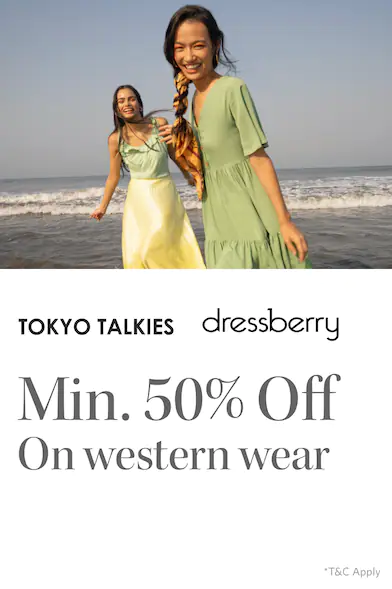 TOKYO TALKIES dressberry
Min. 50% Off
On western wear
*T&C Apply